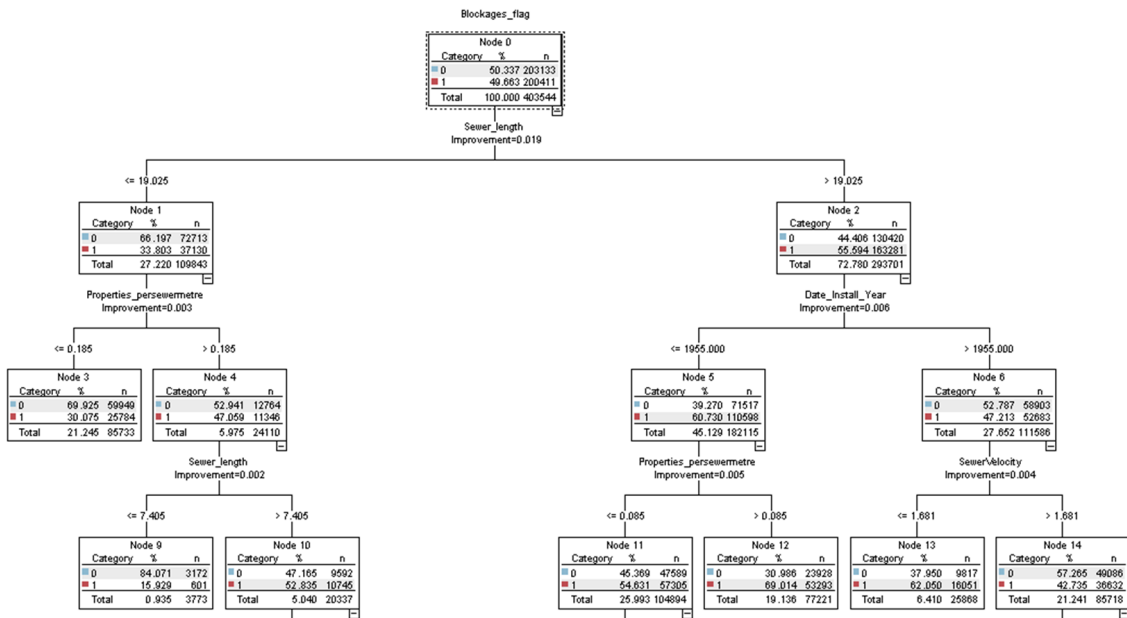 Blockages_flag
Node 0
Category % n
0 50.337 203133
1 49.663 200411
Total 100.000 403544
Sewer_length
Improvement=0.019
<= 19.025
> 19.025
Node 1
Category % n
0 66.197 72713
1 33.803 37130
Total 27.220 109843
Node 2
Category % n
0 44.406 130420
1 55.594 163281
Total 72.780 293701
Properties_persewermetre
Improvement=0.003
Date_Install_Year
Improvement=0.006
<= 0.185
> 0.185
<= 1955.000
> 1955.000
Node 3
Category % n
0 69.925 59949
1 30.075 25784
Total 21.245 85733
Node 4
Category % n
0 52.941 12764
1 47.059 11346
Total 5.975 24110
Node 5
Category % n
0 39.270 71517
1 60.730 110598
Total 45.129 182115
Node 6
Category % n
0 52.787 58903
1 47.213 52683
Total 27.652 111586
Sewer_length
Improvement=0.002
Properties_persewermetre
Improvement=0.005
SewerVelocity
Improvement=0.004
<= 7.405
> 7.405
<= 0.085
> 0.085
<= 1.681
> 1.681
Node 9
Category % n
0 84.071 3172
1 15.929 601
Total 0.935 3773
Node 10
Category % n
0 47.165 9592
1 52.835 10745
Total 5.040 20337
Node 11
Category % n
0 45.369 47589
1 54.631 57305
Total 25.993 104894
Node 12
Category % n
0 30.986 23928
1 69.014 53293
Total 19.136 77221
Node 13
Category % n
0 37.950 9817
1 62.050 16051
Total 6.410 25868
Node 14
Category % n
0 57.265 49086
1 42.735 36632
Total 21.241 85718